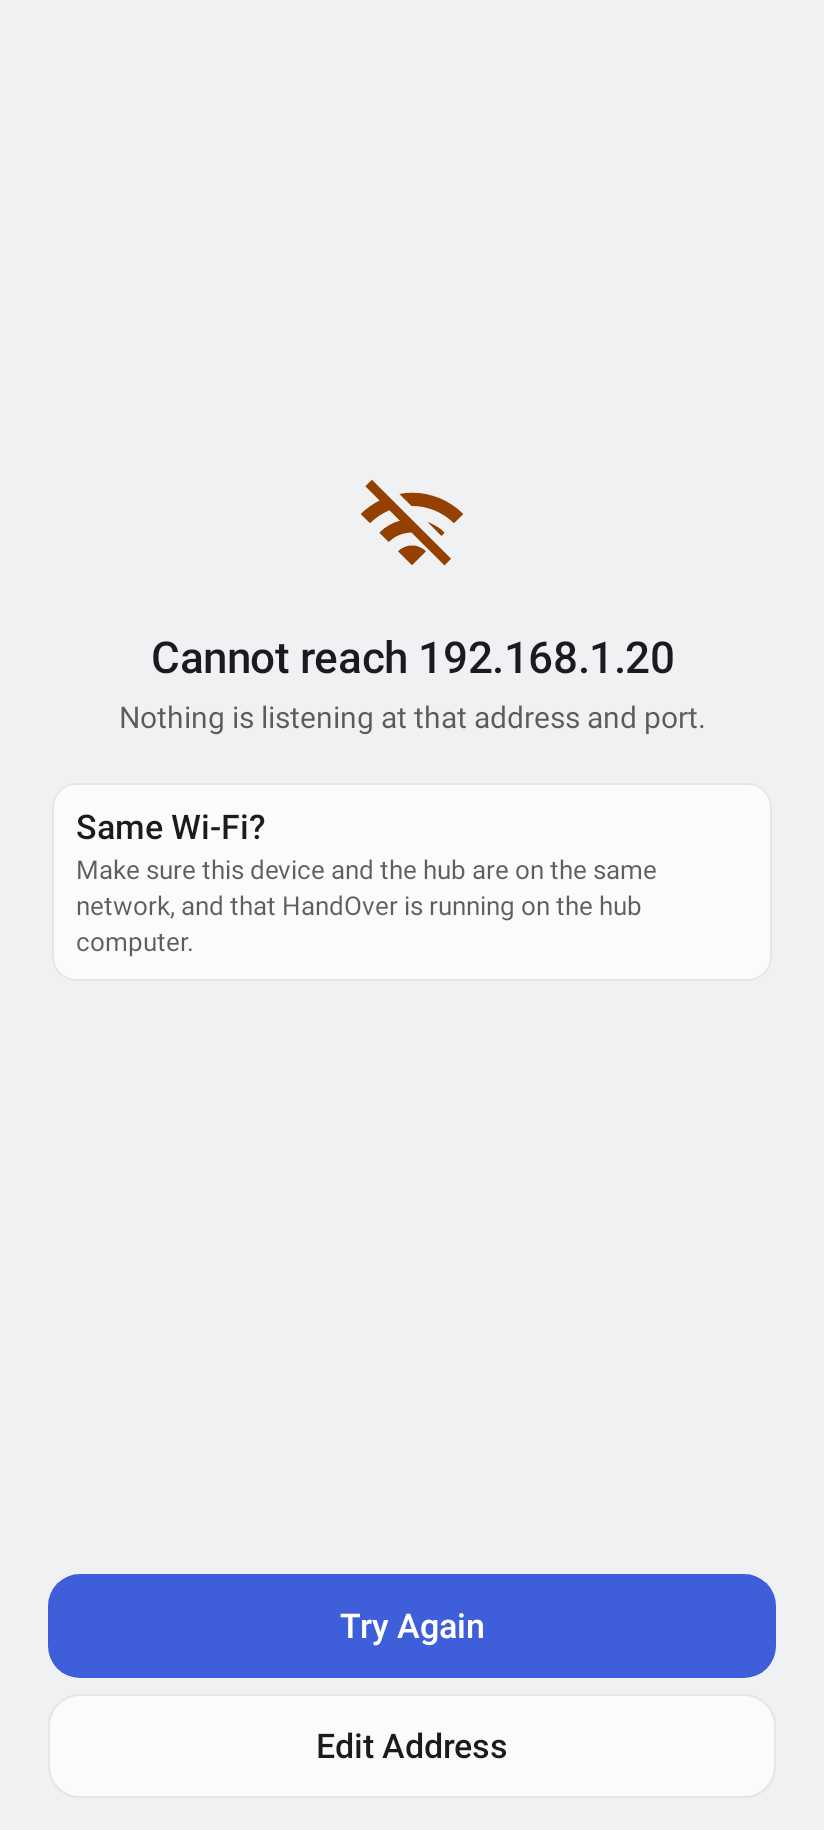 Cannot reach 192.168.1.20
Nothing is listening at that address and port.
Same Wi-Fi?
Make sure this device and the hub are on the same
network, and that HandOver is running on the hub
computer.
Try Again
Edit Address